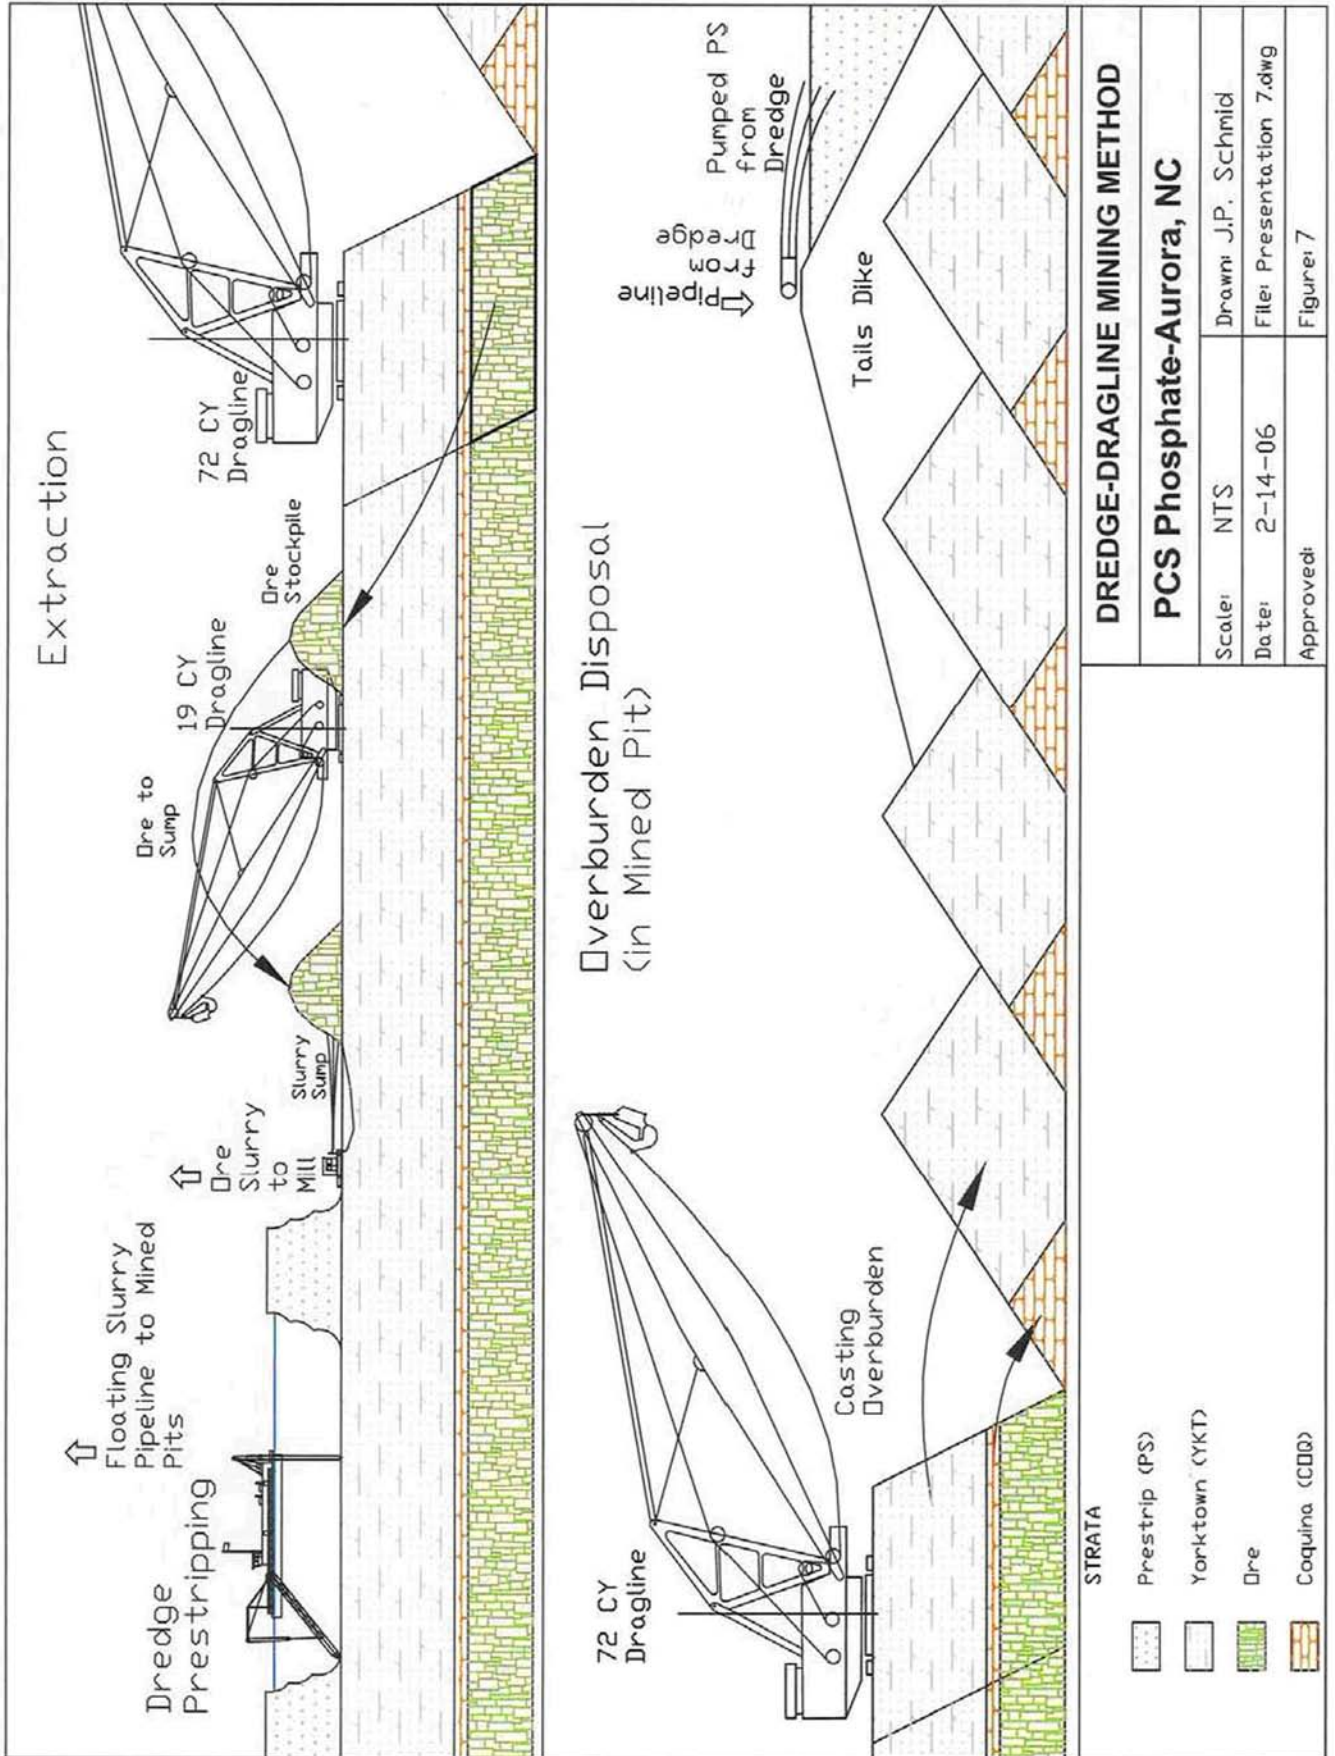 Extraction
Dredge
Prestripping
Floating Slurry
Pipeline to Mined
Pits
Ore
Slurry
to
Mill
Slurry
Sump
Ore to
Sump
19 CY
Dragline
Ore
Stockpile
72 CY
Dragline
Overburden Disposal
(in Mined Pit)
72 CY
Dragline
Casting
Overburden
Tails Dike
Pipeline
from
Dredge
Pumped PS
from
Dredge
STRATA
Prestrip (PS)
Yorktown (YKT)
Ore
Coquina (COQ)
DREDGE-DRAGLINE MINING METHOD
PCS Phosphate-Aurora, NC
Scale: NTS
Drawn: J.P. Schmid
Date: 2-14-06
File: Presentation 7.dwg
Approved:
Figure: 7